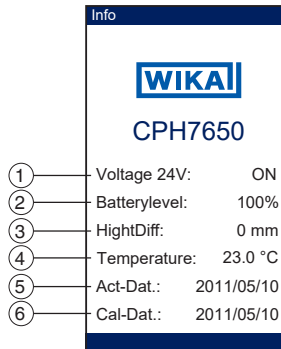 Info
WIKAI
CPH7650
1 Voltage 24V: ON
2 Batterylevel: 100%
3 HightDiff: 0 mm
4 Temperature: 23.0 °C
5 Act-Dat.: 2011/05/10
6 Cal-Dat.: 2011/05/10